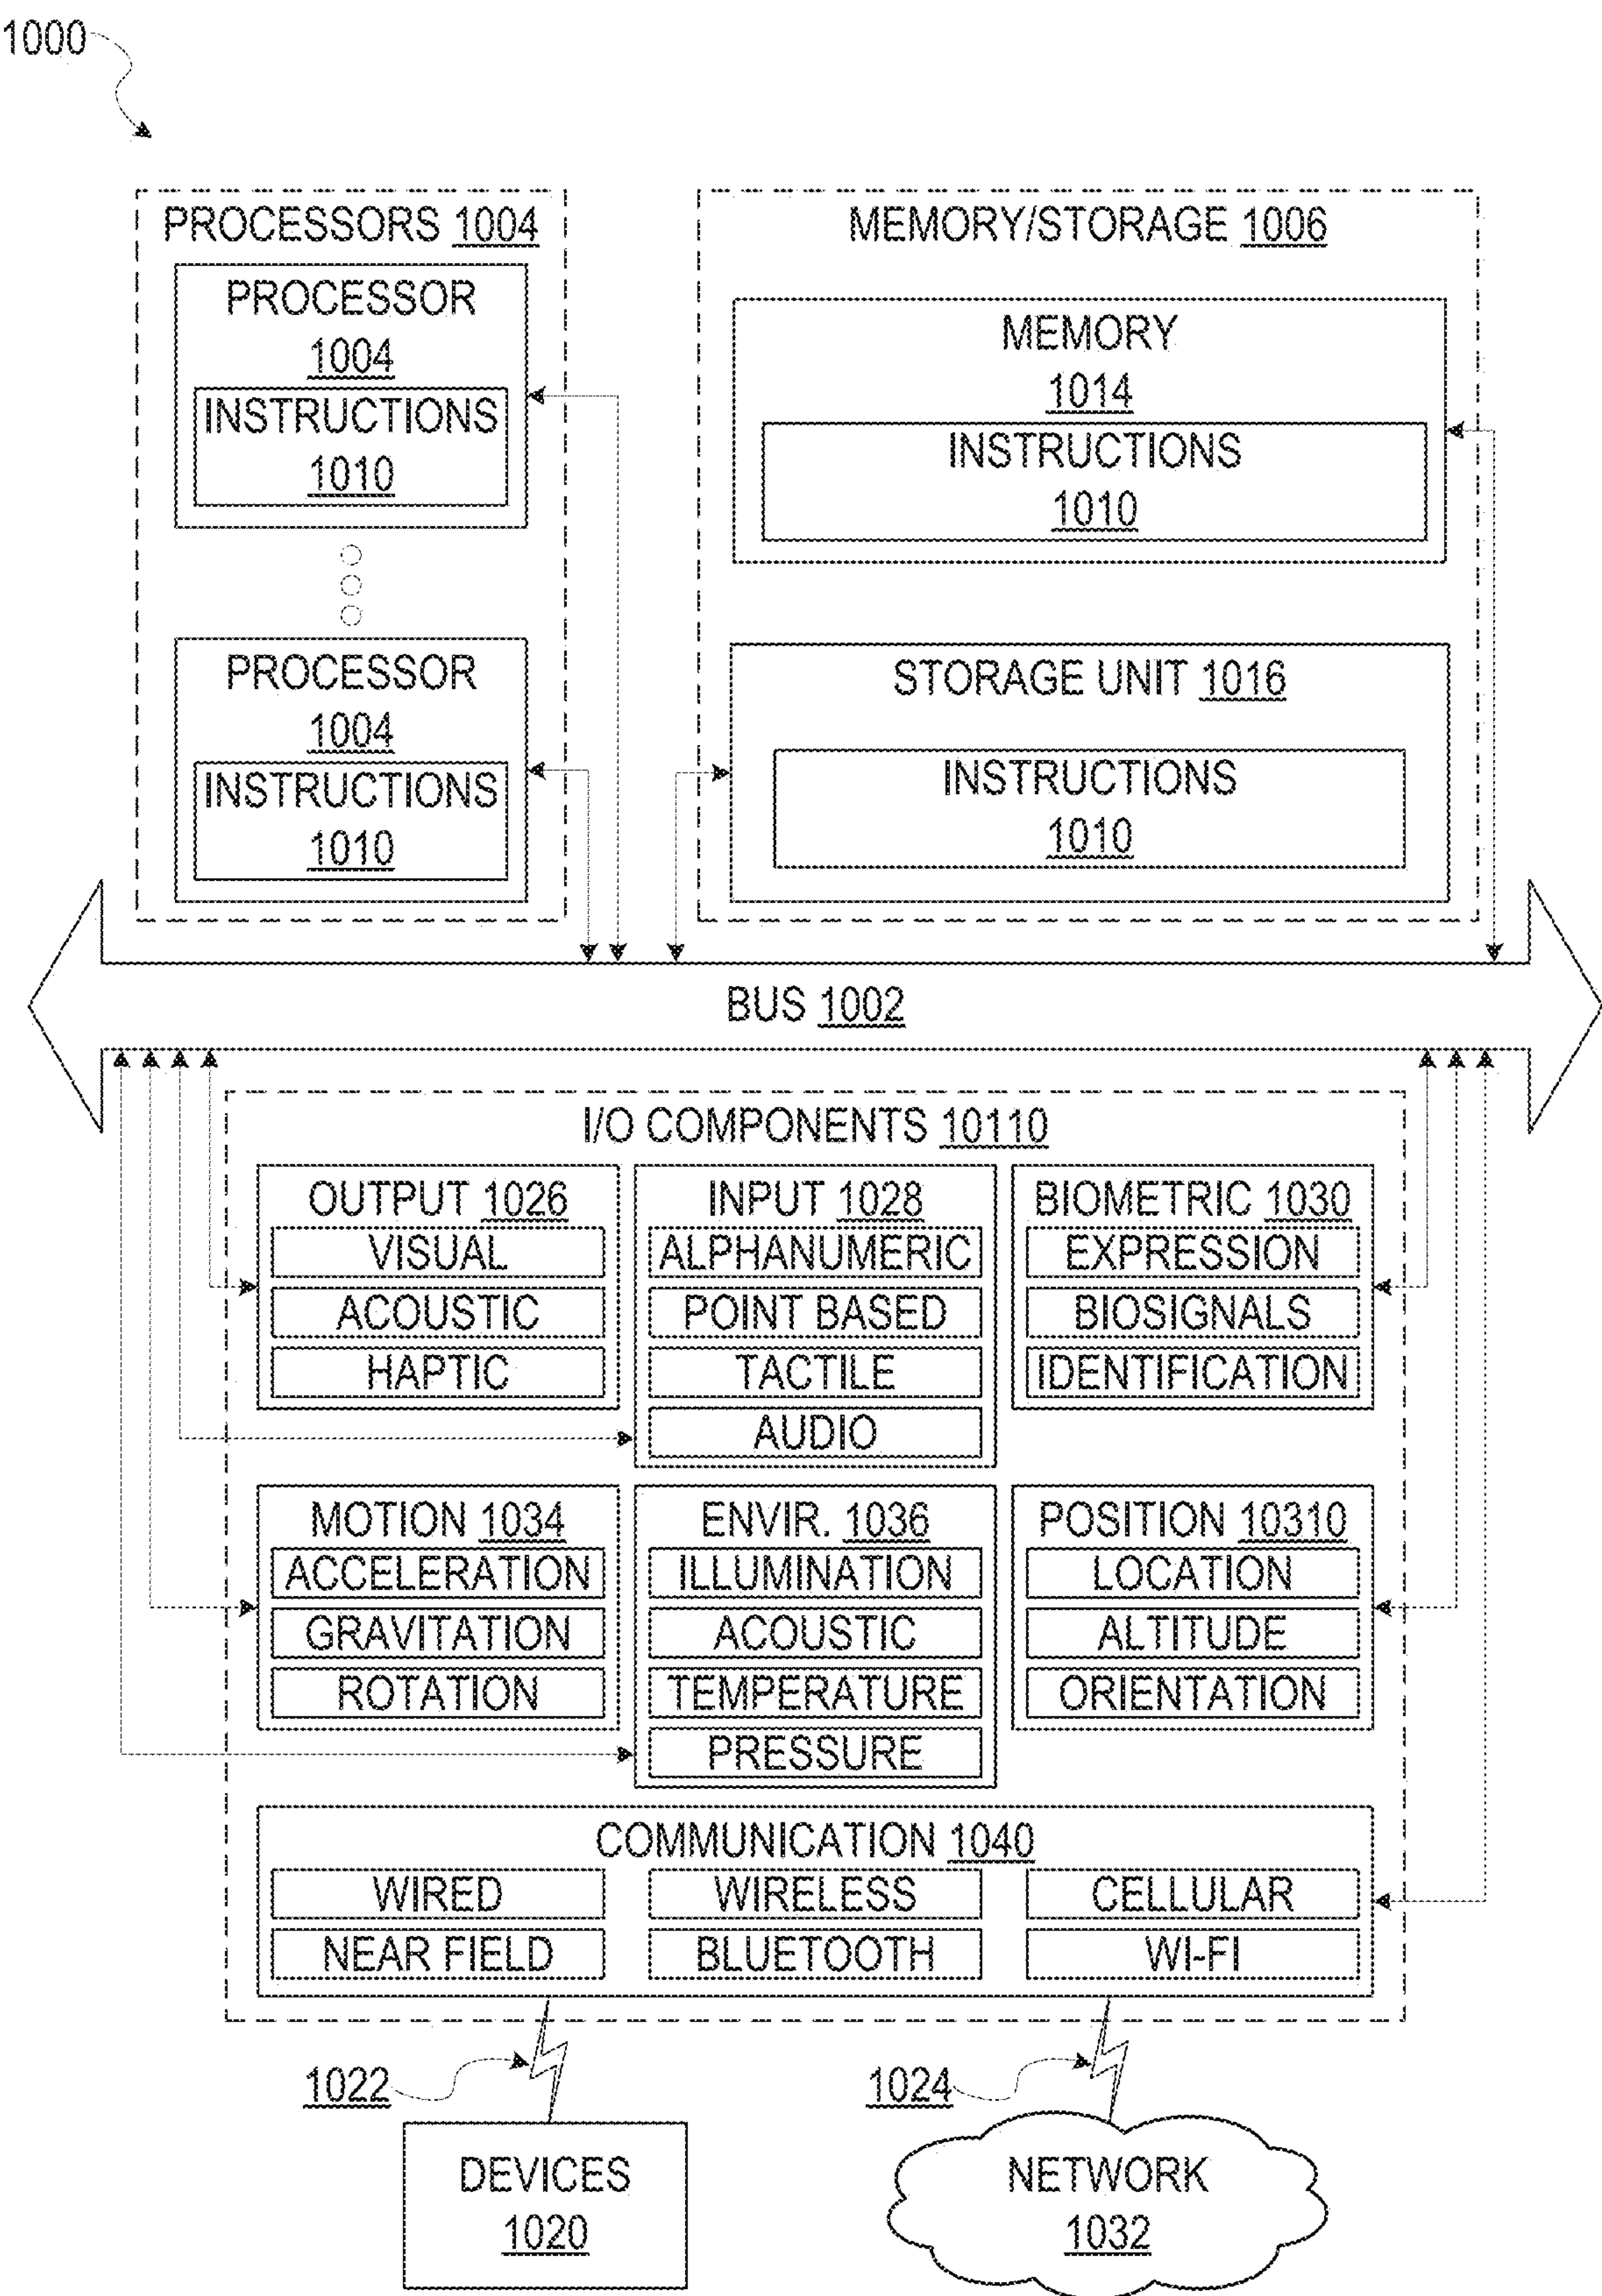 1000
PROCESSORS 1004
PROCESSOR
1004
INSTRUCTIONS
1010
PROCESSOR
1004
INSTRUCTIONS
1010
MEMORY/STORAGE 1006
MEMORY
1014
INSTRUCTIONS
1010
STORAGE UNIT 1016
INSTRUCTIONS
1010
BUS 1002
I/O COMPONENTS 10110
OUTPUT 1026
VISUAL
ACOUSTIC
HAPTIC
INPUT 1028
ALPHANUMERIC
POINT BASED
TACTILE
AUDIO
BIOMETRIC 1030
EXPRESSION
BIOSIGNALS
IDENTIFICATION
MOTION 1034
ACCELERATION
GRAVITATION
ROTATION
ENVIR. 1036
ILLUMINATION
ACOUSTIC
TEMPERATURE
PRESSURE
POSITION 10310
LOCATION
ALTITUDE
ORIENTATION
COMMUNICATION 1040
WIRED
WIRELESS
CELLULAR
NEAR FIELD
BLUETOOTH
WI-FI
1022
1024
DEVICES
1020
NETWORK
1032